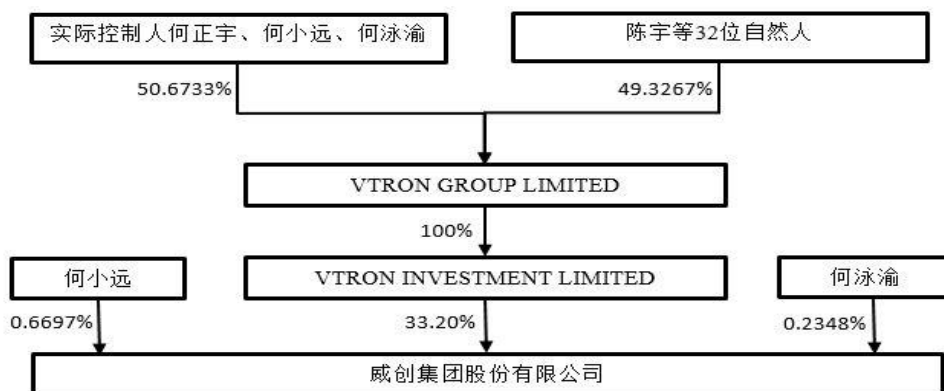 实际控制人何正宇、何小远、何泳渝
陈宇等32位自然人
50.6733%
49.3267%
VTRON GROUP LIMITED
100%
何小远
VTRON INVESTMENT LIMITED
何泳渝
0.6697%
33.20%
0.2348%
威创集团股份有限公司